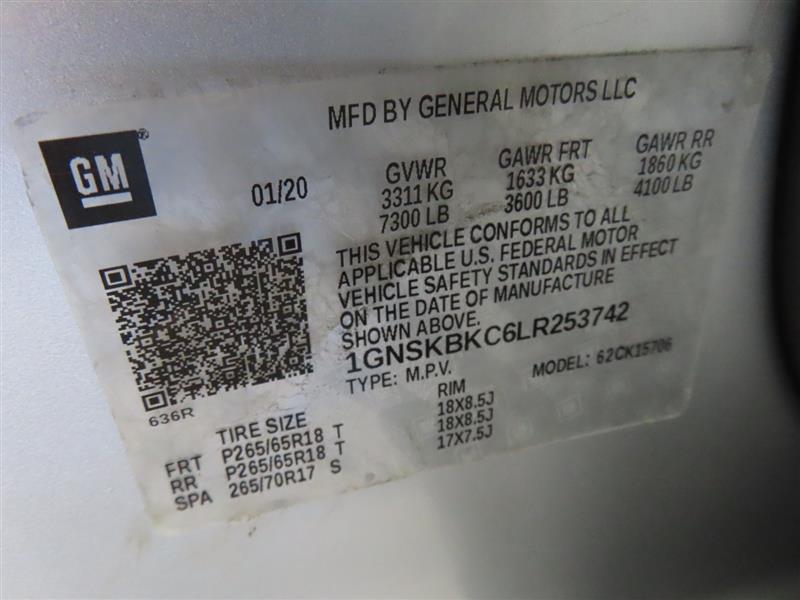 MFD BY GENERAL MOTORS LLC
GM®
01/20
GVWR GAWR FRT GAWR RR
3311 KG 1633 KG 1860 KG
7300 LB 3600 LB 4100 LB
THIS VEHICLE CONFORMS TO ALL
APPLICABLE U.S. FEDERAL MOTOR
VEHICLE SAFETY STANDARDS IN EFFECT
ON THE DATE OF MANUFACTURE
SHOWN ABOVE.
1GNSKBKC6LR253742
TYPE: M.P.V. MODEL: 62CK15706
636R
TIRE SIZE RIM
FRT P265/65R18 T 18X8.5J
RR P265/65R18 T 18X8.5J
SPA 265/70R17 S 17X7.5J